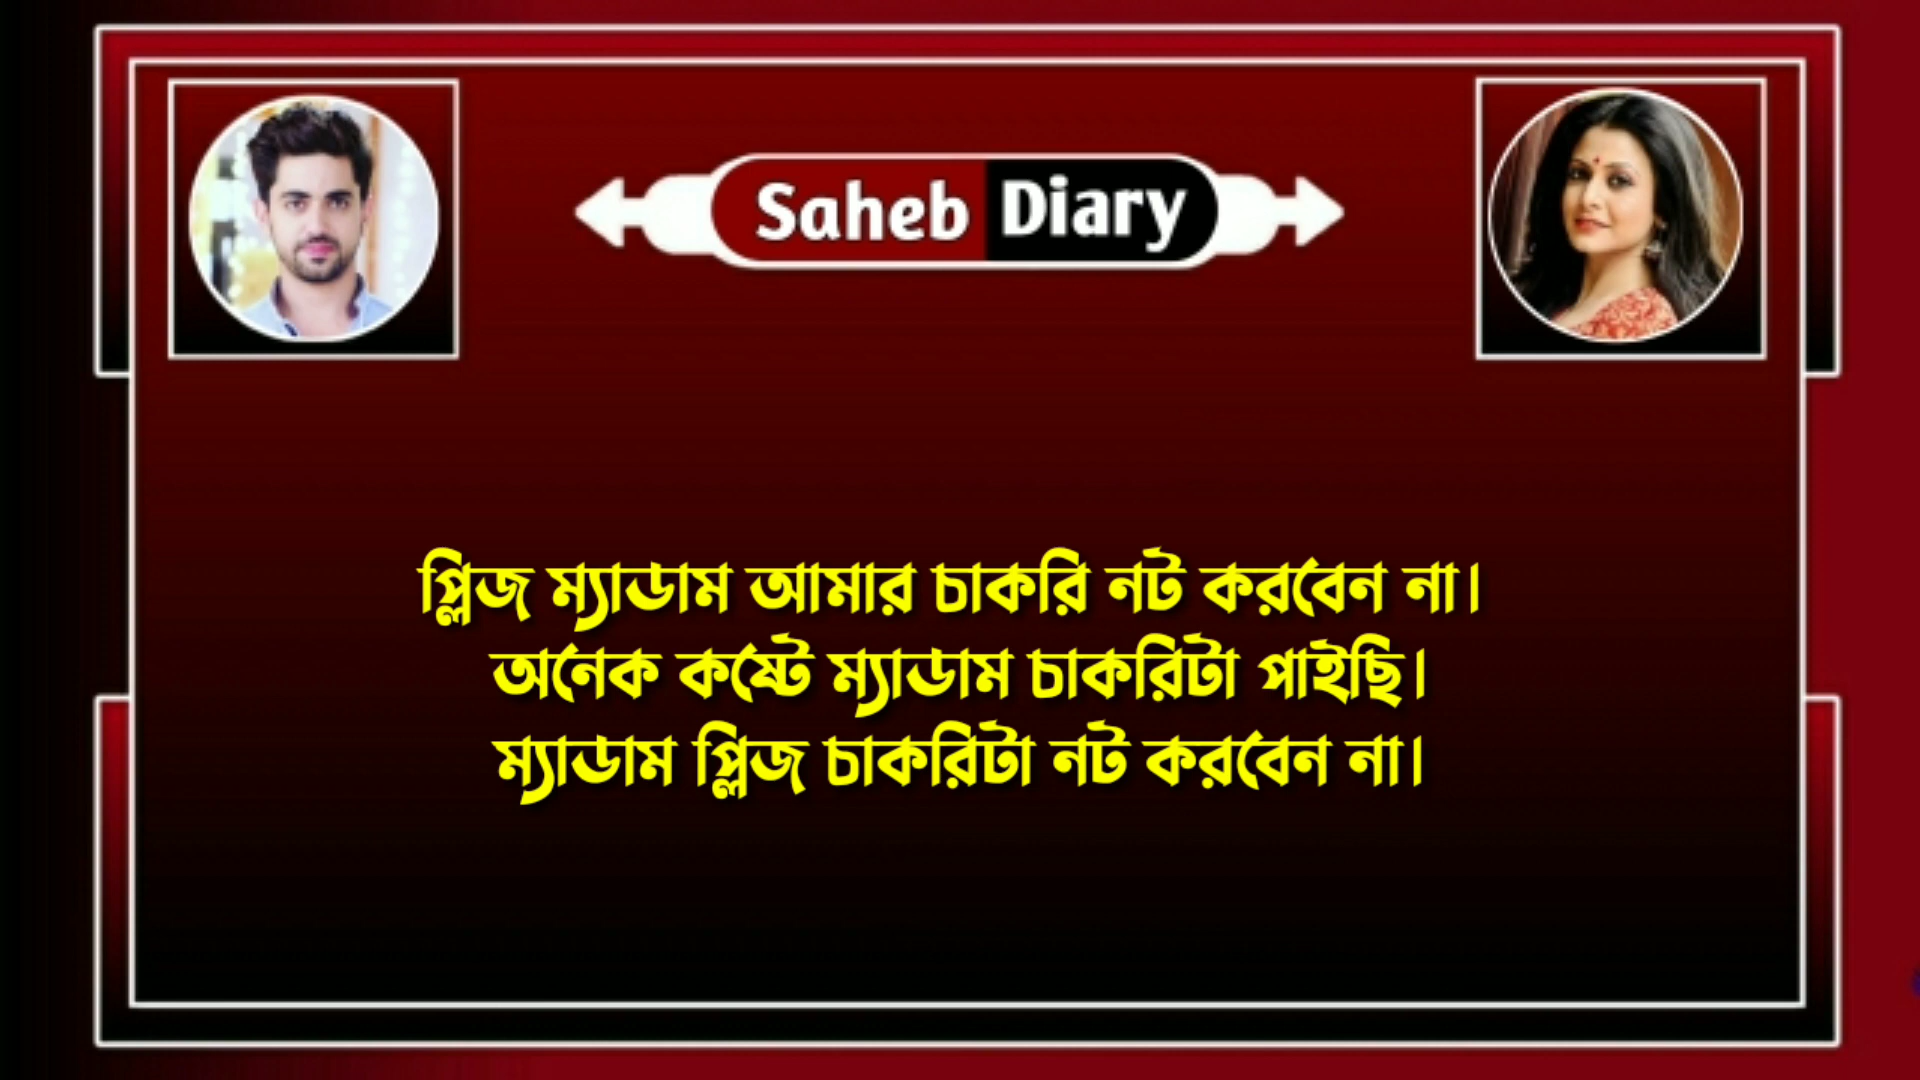 Saheb Diary
প্লিজ ম্যাডাম আমার চাকরি নট করবেন না।
অনেক কষ্টে ম্যাডাম চাকরিটা পাইছি।
ম্যাডাম প্লিজ চাকরিটা নট করবেন না।